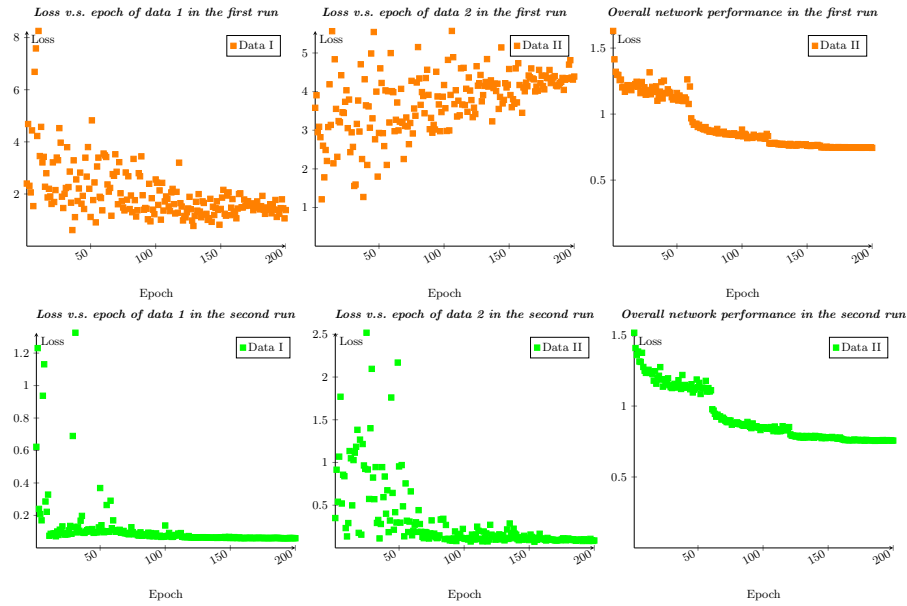 Loss v.s. epoch of data 1 in the first run
Loss
Data I
8
6
4
2
50
100
150
200
Epoch
Loss v.s. epoch of data 2 in the first run
Loss
Data II
5
4
3
2
1
50
100
150
200
Epoch
Overall network performance in the first run
Loss
Data II
1.5
1
0.5
50
100
150
200
Epoch
Loss v.s. epoch of data 1 in the second run
Loss
Data I
1.2
1
0.8
0.6
0.4
0.2
50
100
150
200
Epoch
Loss v.s. epoch of data 2 in the second run
Loss
Data II
2.5
2
1.5
1
0.5
50
100
150
200
Epoch
Overall network performance in the second run
Loss
Data II
1.5
1
0.5
50
100
150
200
Epoch